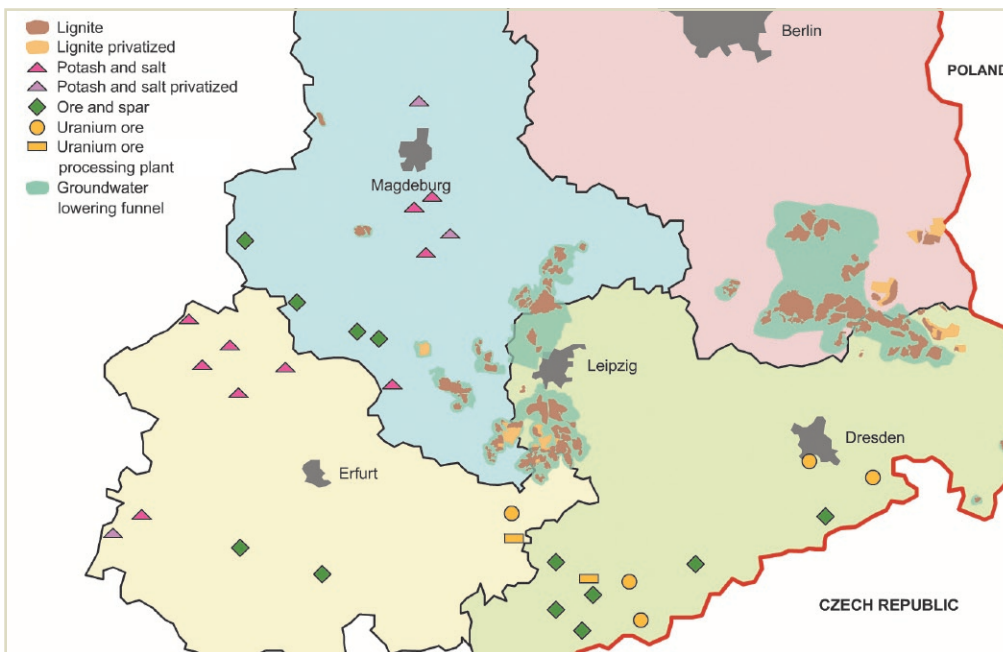 Lignite
Lignite privatized
Potash and salt
Potash and salt privatized
Ore and spar
Uranium ore
Uranium ore
processing plant
Groundwater
lowering funnel
Berlin
POLAND
Magdeburg
Leipzig
Dresden
Erfurt
CZECH REPUBLIC